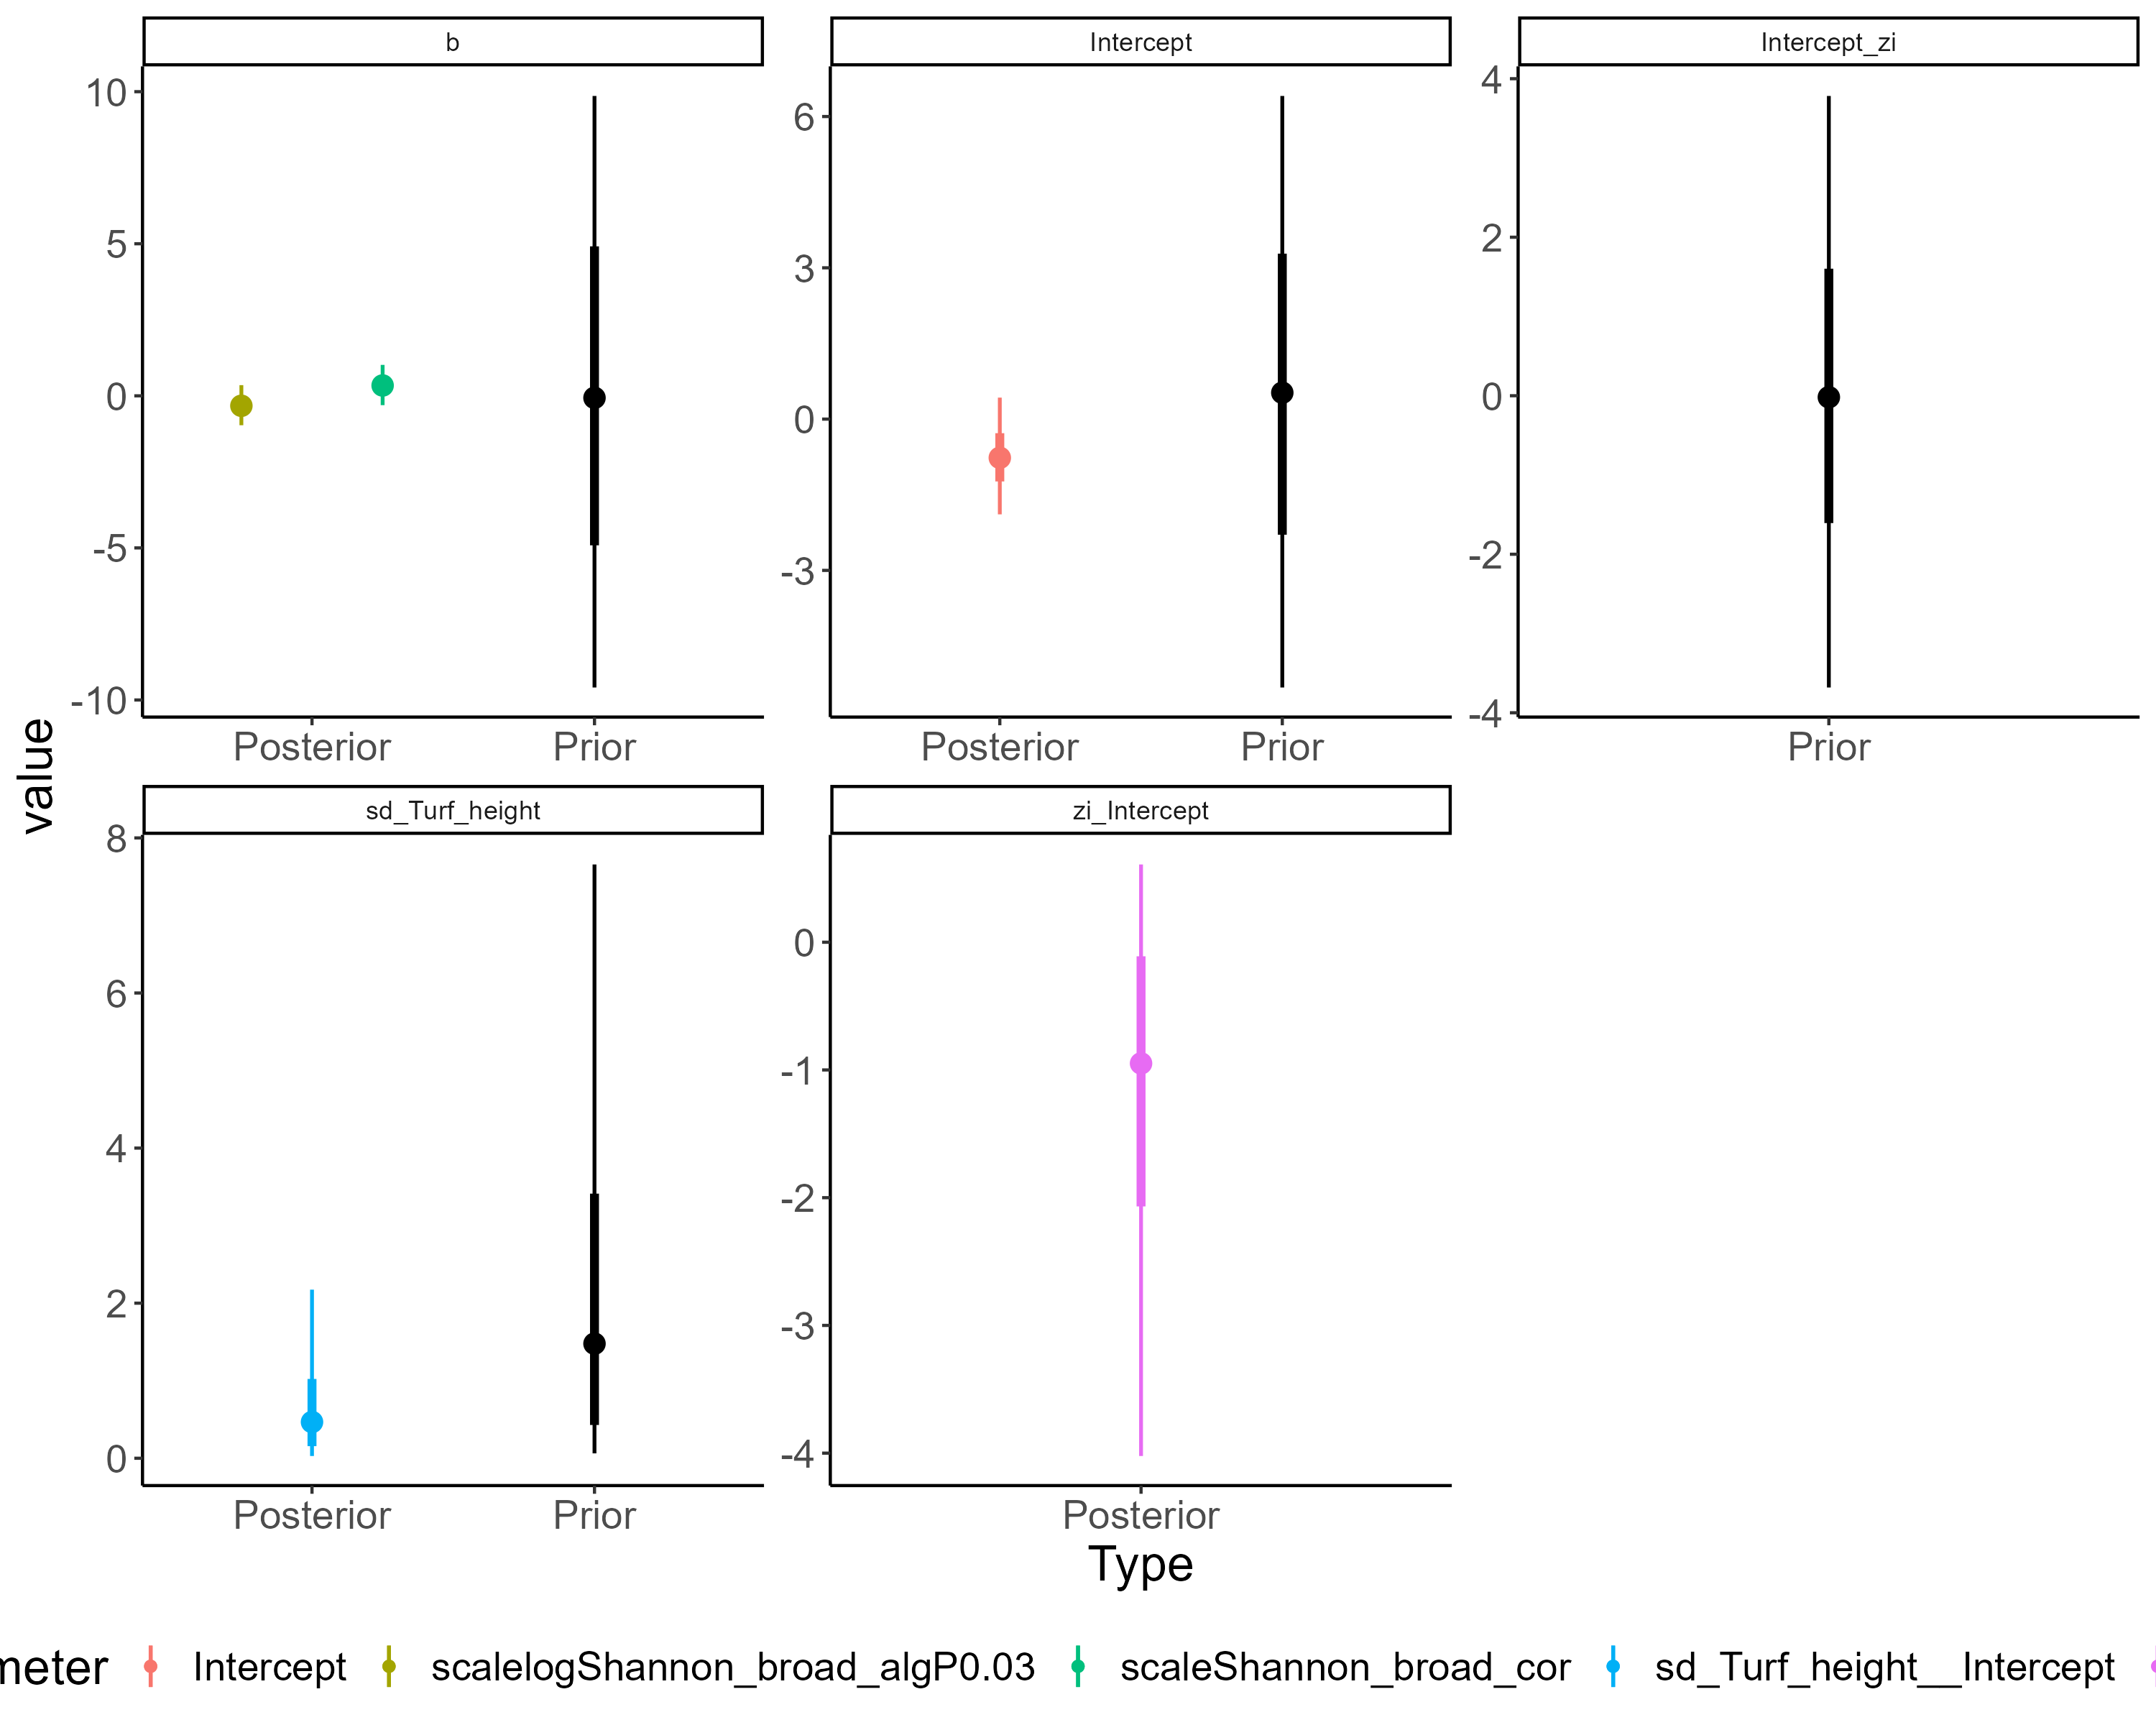 b
Intercept
Intercept_zi
10
5
0
-5
-10
6
3
0
-3
4
2
0
-2
-4
Posterior
Prior
Posterior
Prior
Prior
value
sd_Turf_height
zi_Intercept
8
6
4
2
0
0
-1
-2
-3
-4
Posterior
Prior
Posterior
Type
meter Intercept scalelogShannon_broad_algP0.03 scaleShannon_broad_cor sd_Turf_height__Intercept